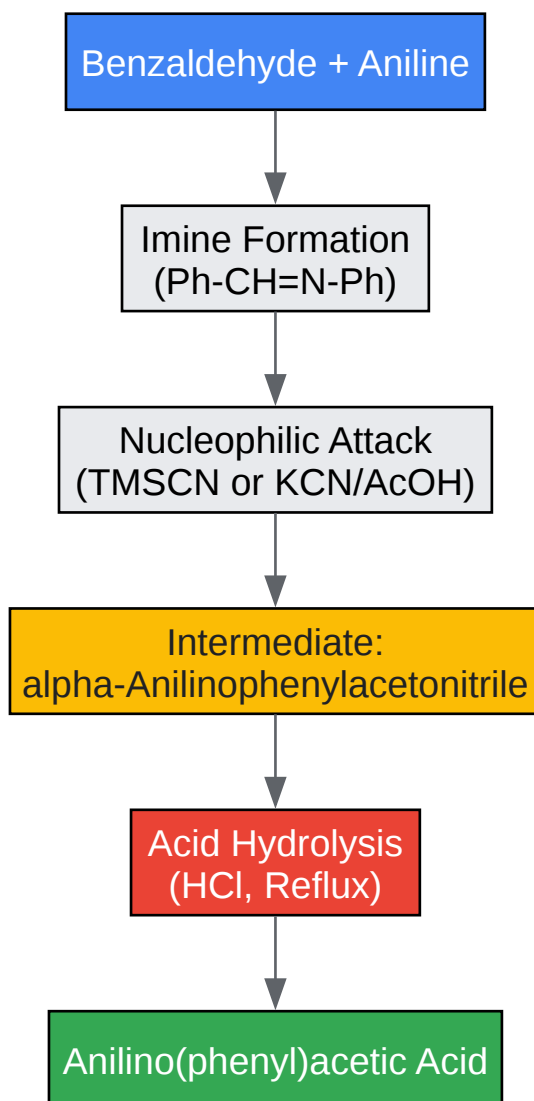 Benzaldehyde + Aniline
Imine Formation
(Ph-CH=N-Ph)
Nucleophilic Attack
(TMSCN or KCN/AcOH)
Intermediate:
alpha-Anilinophenylacetonitrile
Acid Hydrolysis
(HCl, Reflux)
Anilino(phenyl)acetic Acid